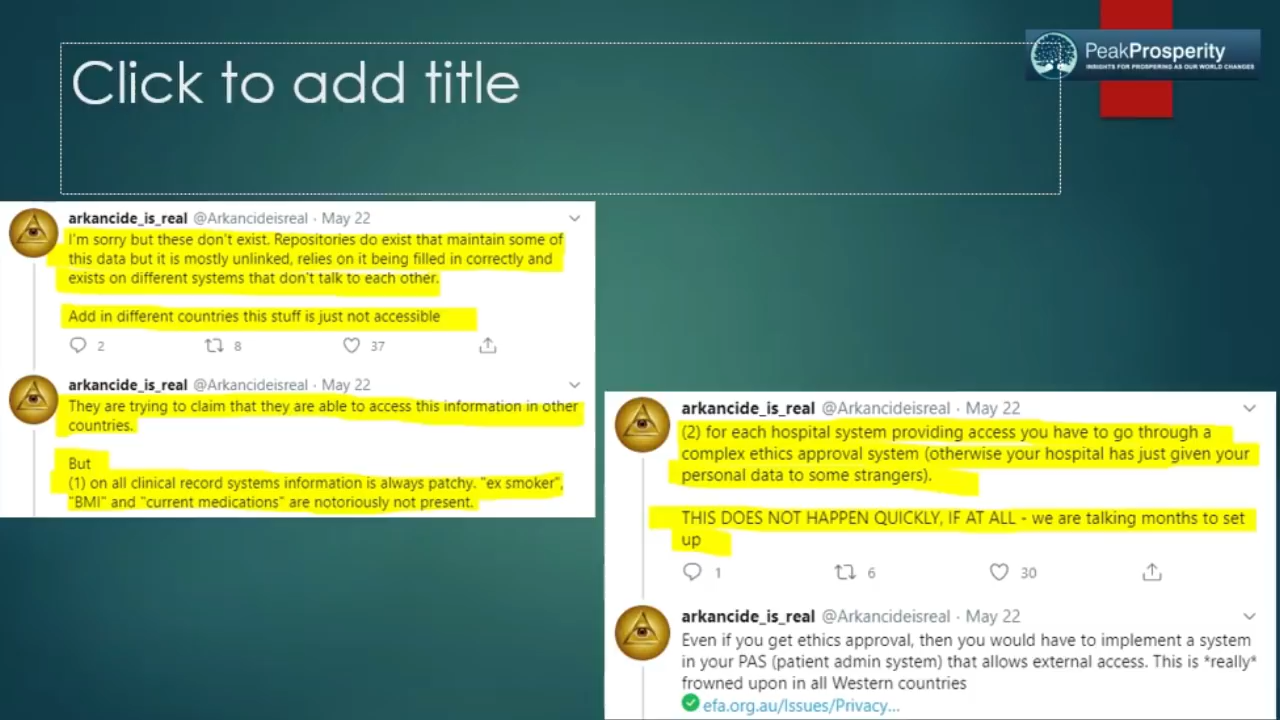 Click to add title
PeakProsperity
INSIGHTS FOR PROSPERING AS OUR WORLD CHANGES
arkancide_is_real @Arkancideisreal · May 22
I'm sorry but these don't exist. Repositories do exist that maintain some of
this data but it is mostly unlinked, relies on it being filled in correctly and
exists on different systems that don't talk to each other.
Add in different countries this stuff is just not accessible
2 8 37
arkancide_is_real @Arkancideisreal · May 22
They are trying to claim that they are able to access this information in other
countries.
But
(1) on all clinical record systems information is always patchy. "ex smoker",
"BMI" and "current medications" are notoriously not present.
arkancide_is_real @Arkancideisreal · May 22
(2) for each hospital system providing access you have to go through a
complex ethics approval system (otherwise your hospital has just given your
personal data to some strangers).
THIS DOES NOT HAPPEN QUICKLY, IF AT ALL - we are talking months to set
up
1 6 30
arkancide_is_real @Arkancideisreal · May 22
Even if you get ethics approval, then you would have to implement a system
in your PAS (patient admin system) that allows external access. This is *really*
frowned upon in all Western countries
efa.org.au/Issues/Privacy...